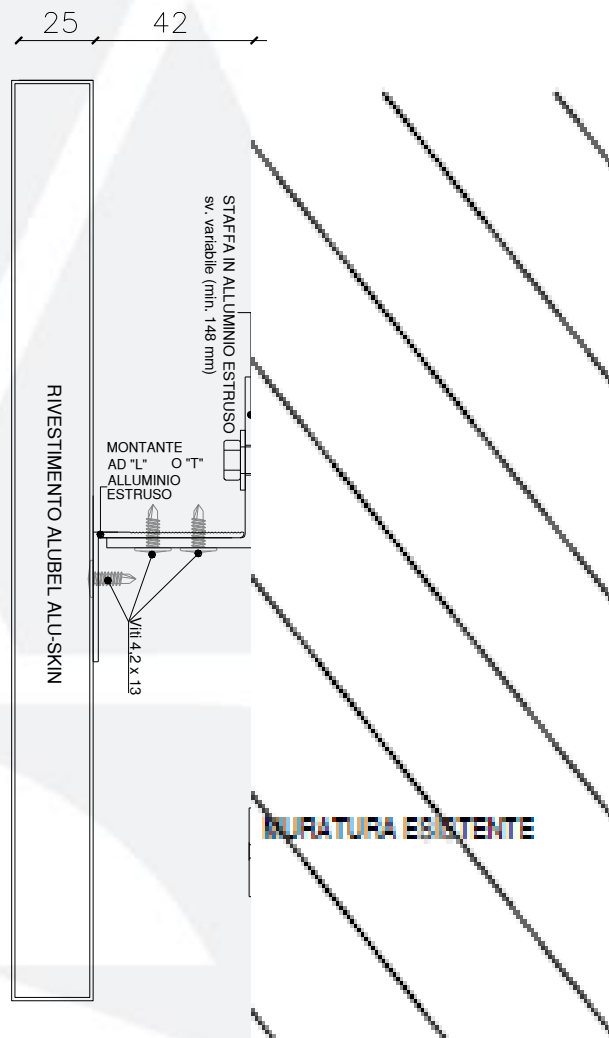 25
42
STAFFA IN ALLUMINIO ESTRUSO
sv. variabile (min. 148 mm)
MONTANTE
AD "L" O "T"
ALLUMINIO
ESTRUSO
RIVESTIMENTO ALUBEL ALU-SKIN
Viti 4,2 x 13
MURATURA ESISTENTE